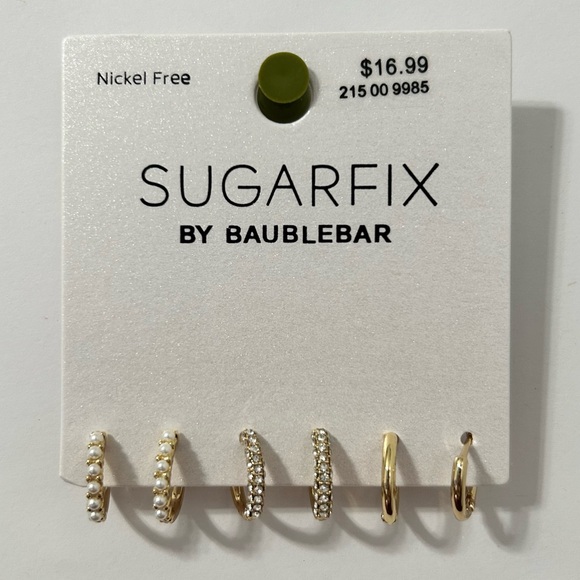 Nickel Free
$16.99
215 00 9985
SUGARFIX
BY BAUBLEBAR